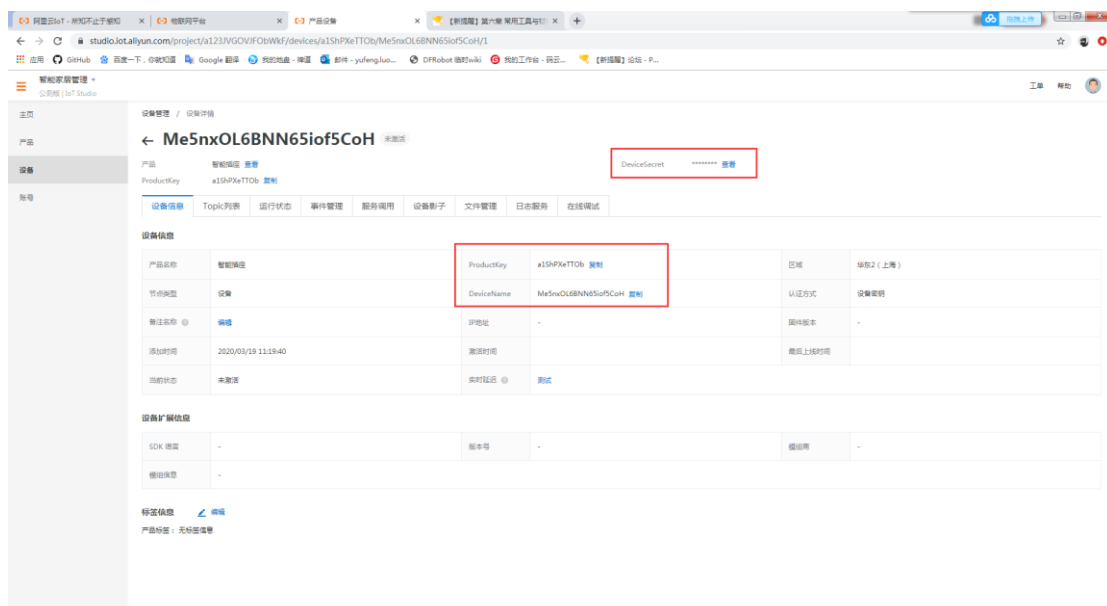 阿里云IoT - 所知不止于感知 物联网平台 产品设备 【新提醒】第六章 常用工具与
拖拽上传
studio.iot.aliyun.com/project/a123JVGOVJFObWkF/devices/a1ShPXeTTOb/Me5nxOL6BNN65iof5CoH/1
应用 GitHub 百度一下，你就知道 Google 翻译 我的地盘 - 禅道 邮件 - yufeng.luo... DFRobot 临时wiki 我的工作台 - 码云... 【新提醒】论坛 - P...
智能家居管理
公测版 | IoT Studio
工单 帮助
主页
产品
设备
账号
设备管理 / 设备详情
← Me5nxOL6BNN65iof5CoH 未激活
产品 智能插座 查看 DeviceSecret ******** 查看
ProductKey a1ShPXeTTOb 复制
设备信息 Topic列表 运行状态 事件管理 服务调用 设备影子 文件管理 日志服务 在线调试
设备信息
产品名称 智能插座 ProductKey a1ShPXeTTOb 复制 区域 华东2（上海）
节点类型 设备 DeviceName Me5nxOL6BNN65iof5CoH 复制 认证方式 设备密钥
备注名称 编辑 IP地址 - 固件版本 -
添加时间 2020/03/19 11:19:40 激活时间 最后上线时间
当前状态 未激活 实时延迟 测试
设备扩展信息
SDK 语言 - 版本号 - 模组商 -
模组信息 -
标签信息 编辑
产品标签：无标签信息